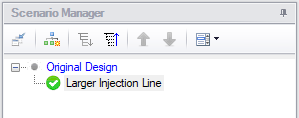 Scenario Manager
Original Design
Larger Injection Line